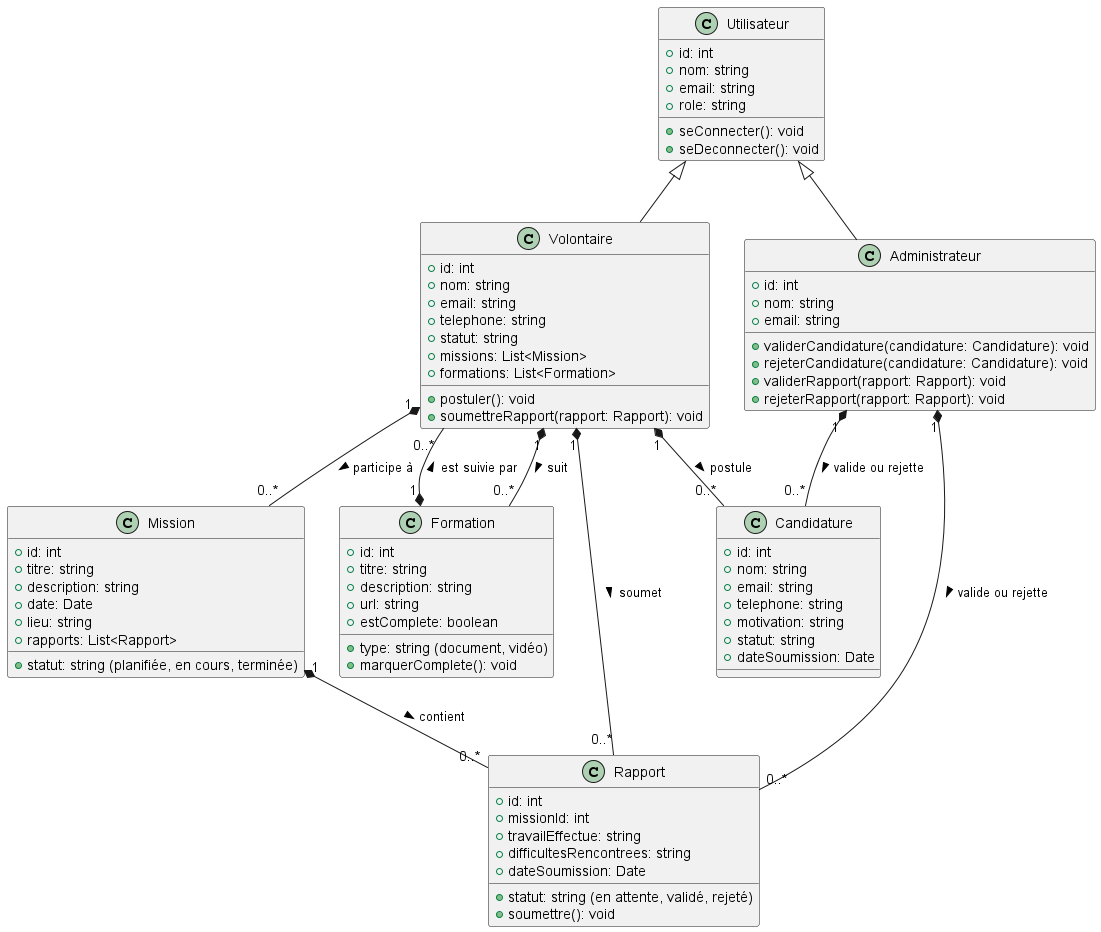 C Utilisateur
id: int
nom: string
email: string
role: string
seConnecter(): void
seDeconnecter(): void
C Volontaire
id: int
nom: string
email: string
telephone: string
statut: string
missions: List<Mission>
formations: List<Formation>
postuler(): void
soumettreRapport(rapport: Rapport): void
C Administrateur
id: int
nom: string
email: string
validerCandidature(candidature: Candidature): void
rejeterCandidature(candidature: Candidature): void
validerRapport(rapport: Rapport): void
rejeterRapport(rapport: Rapport): void
1
participe à
0..*
0..*
est suivie par
1
1
suit
0..*
1
soumet
0..*
1
postule
0..*
1
valide ou rejette
0..*
1
valide ou rejette
0..*
C Mission
id: int
titre: string
description: string
date: Date
lieu: string
rapports: List<Rapport>
statut: string (planifiée, en cours, terminée)
C Formation
id: int
titre: string
description: string
url: string
estComplete: boolean
type: string (document, vidéo)
marquerComplete(): void
C Candidature
id: int
nom: string
email: string
telephone: string
motivation: string
statut: string
dateSoumission: Date
1
contient
0..*
C Rapport
id: int
missionId: int
travailEffectue: string
difficultesRencontrees: string
dateSoumission: Date
statut: string (en attente, validé, rejeté)
soumettre(): void